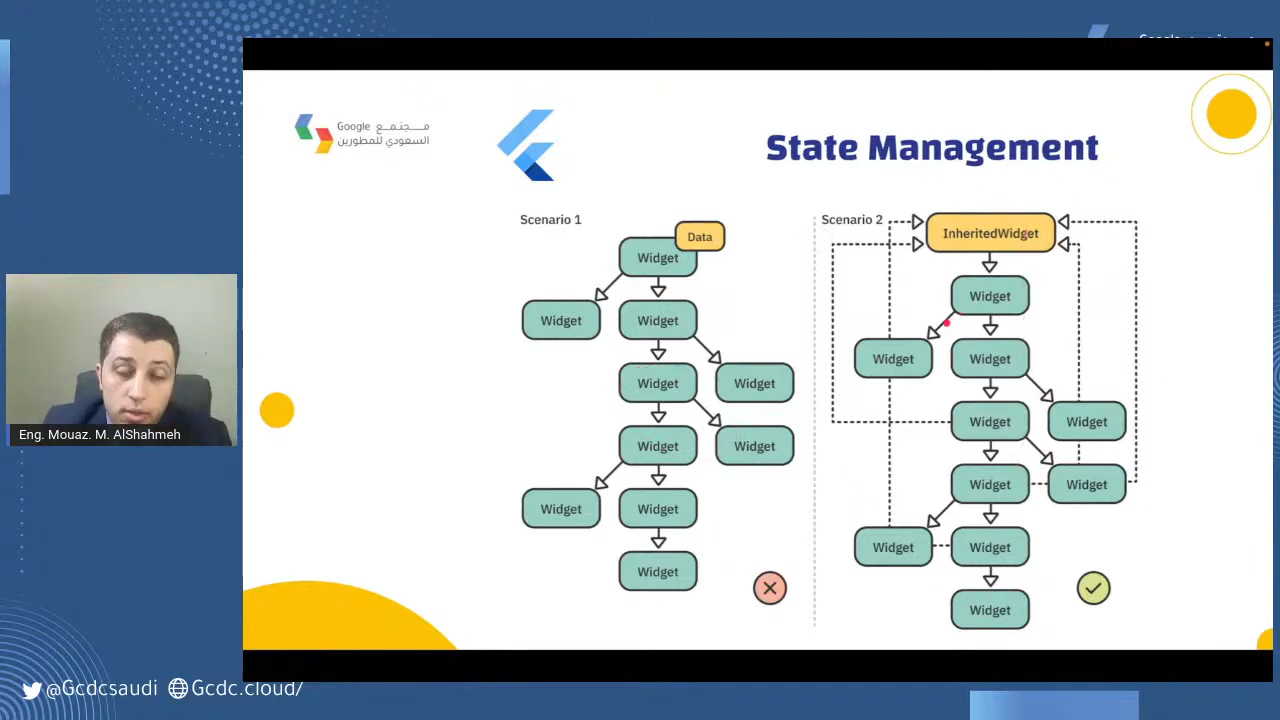 Google مجتمع
السعودي للمطورين
State Management
Scenario 1
Data
Widget
Widget
Widget
Widget
Widget
Widget
Widget
Widget
Widget
Widget
Scenario 2
InheritedWidget
Widget
Widget
Widget
Widget
Widget
Widget
Widget
Widget
Widget
Widget
Eng. Mouaz. M. AlShahmeh
@Gcdcsaudi Gcdc.cloud/